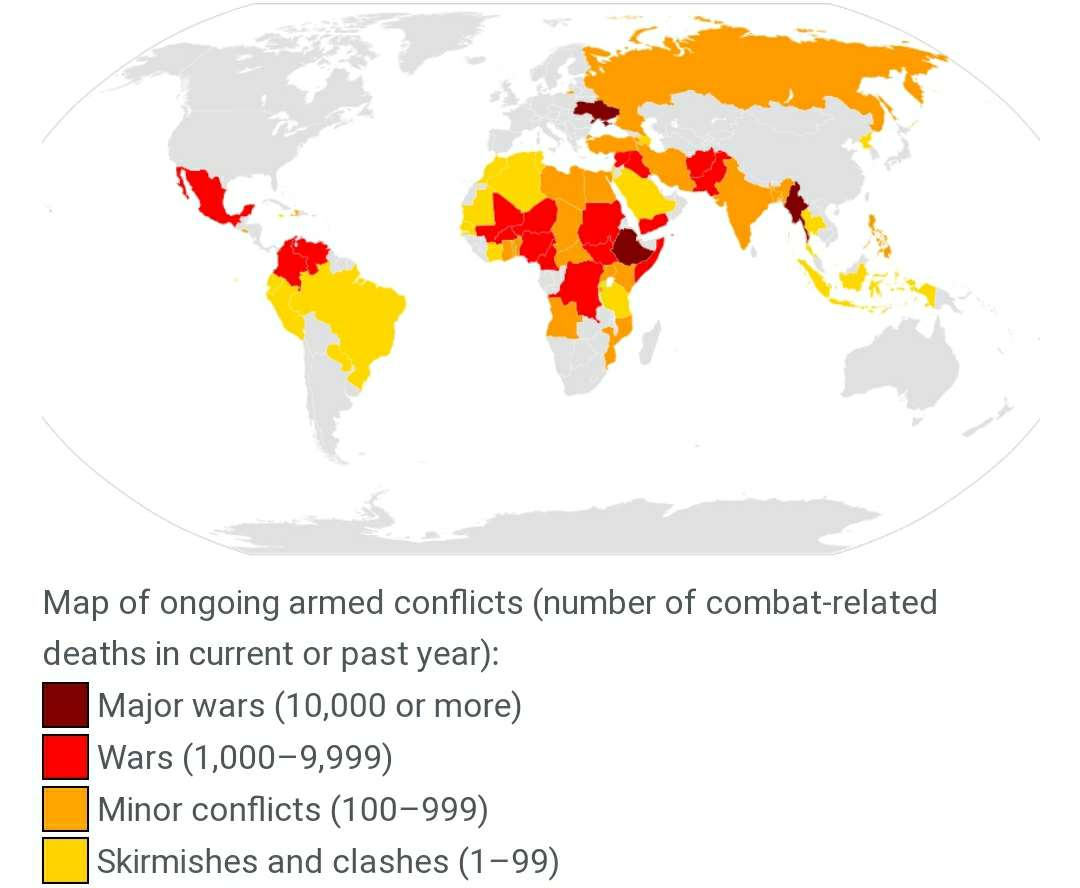 Map of ongoing armed conflicts (number of combat-related
deaths in current or past year):
Major wars (10,000 or more)
Wars (1,000–9,999)
Minor conflicts (100–999)
Skirmishes and clashes (1–99)